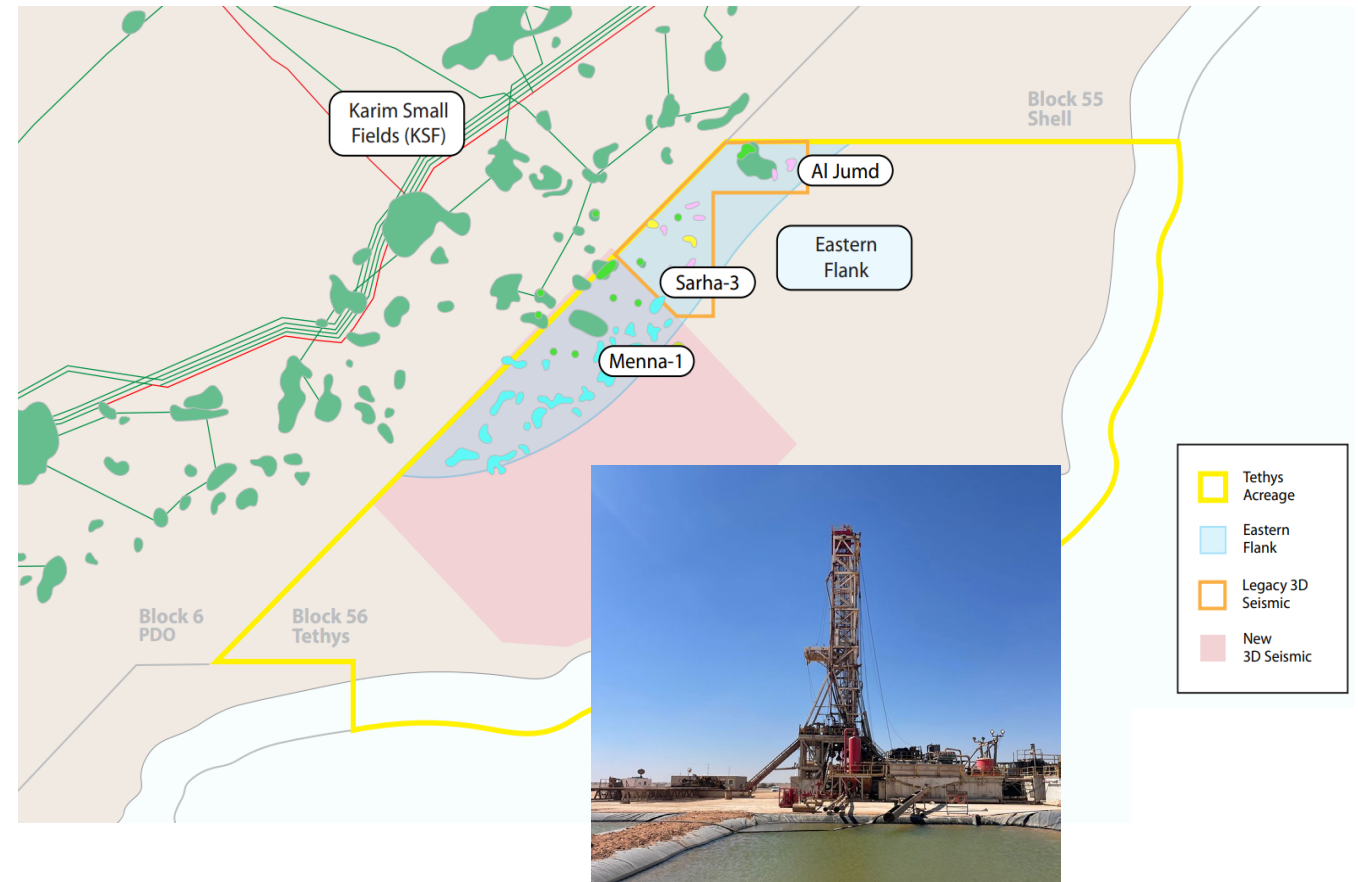 Karim Small
Fields (KSF)
Block 55
Shell
Al Jumd
Eastern
Flank
Sarha-3
Menna-1
Block 6
PDO
Block 56
Tethys
Tethys
Acreage
Eastern
Flank
Legacy 3D
Seismic
New
3D Seismic